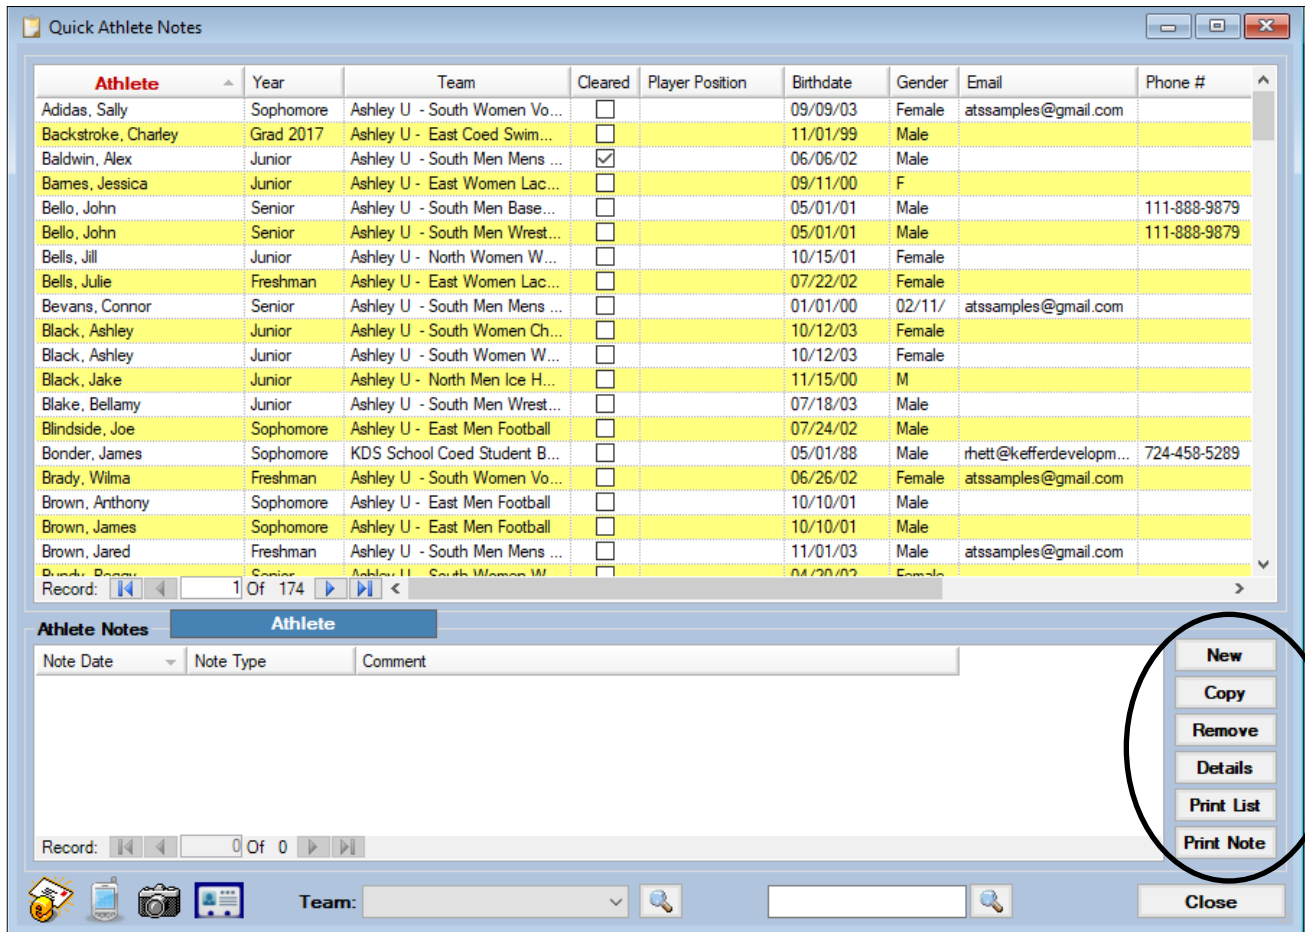 Quick Athlete Notes
Athlete Year Team Cleared Player Position Birthdate Gender Email Phone #
Adidas, Sally Sophomore Ashley U - South Women Vo... 09/09/03 Female atssamples@gmail.com
Backstroke, Charley Grad 2017 Ashley U - East Coed Swim... 11/01/99 Male
Baldwin, Alex Junior Ashley U - South Men Mens ... 06/06/02 Male
Barnes, Jessica Junior Ashley U - East Women Lac... 09/11/00 F
Bello, John Senior Ashley U - South Men Base... 05/01/01 Male 111-888-9879
Bello, John Senior Ashley U - South Men Wrest... 05/01/01 Male 111-888-9879
Bells, Jill Junior Ashley U - North Women W... 10/15/01 Female
Bells, Julie Freshman Ashley U - East Women Lac... 07/22/02 Female
Bevans, Connor Senior Ashley U - South Men Mens ... 01/01/00 02/11/ atssamples@gmail.com
Black, Ashley Junior Ashley U - South Women Ch... 10/12/03 Female
Black, Ashley Junior Ashley U - South Women W... 10/12/03 Female
Black, Jake Junior Ashley U - North Men Ice H... 11/15/00 M
Blake, Bellamy Junior Ashley U - South Men Wrest... 07/18/03 Male
Blindside, Joe Sophomore Ashley U - East Men Football 07/24/02 Male
Bonder, James Sophomore KDS School Coed Student B... 05/01/88 Male rhett@kefferdevelopm... 724-458-5289
Brady, Wilma Freshman Ashley U - South Women Vo... 06/26/02 Female atssamples@gmail.com
Brown, Anthony Sophomore Ashley U - East Men Football 10/10/01 Male
Brown, James Sophomore Ashley U - East Men Football 10/10/01 Male
Brown, Jared Freshman Ashley U - South Men Mens ... 11/01/03 Male atssamples@gmail.com
Bundy, Peggy Senior Ashley U - South Women W... 04/20/02 Female
Record: 1 Of 174
Athlete Notes Athlete
Note Date Note Type Comment
New
Copy
Remove
Details
Print List
Print Note
Record: 0 Of 0
Team:
Close